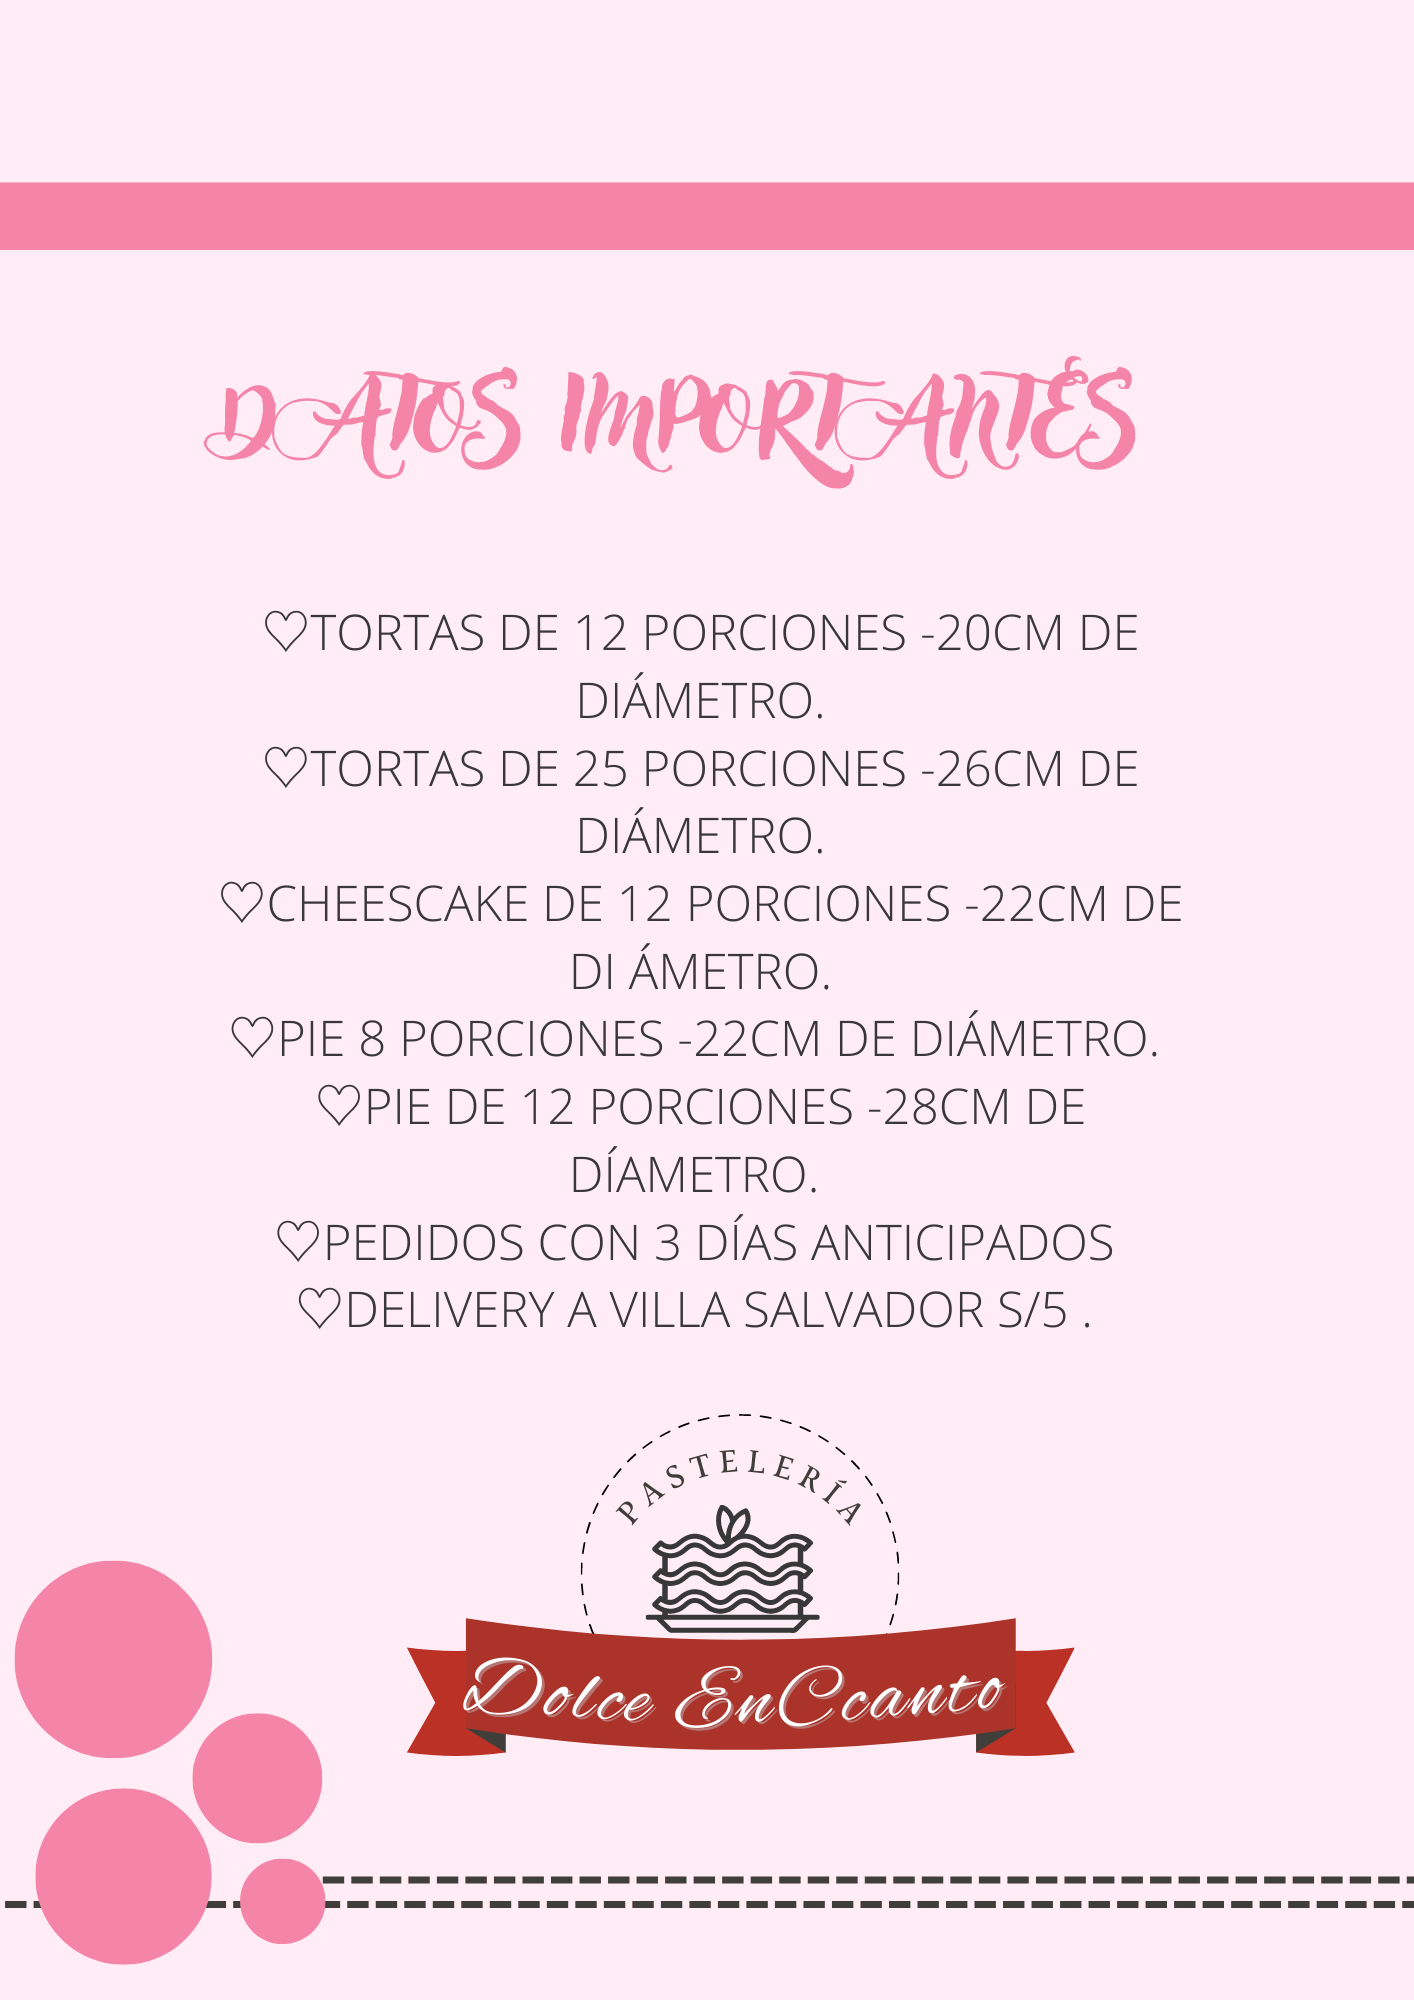 DATOS IMPORTANTES
♡TORTAS DE 12 PORCIONES -20CM DE
DIÁMETRO.
♡TORTAS DE 25 PORCIONES -26CM DE
DIÁMETRO.
♡CHEESCAKE DE 12 PORCIONES -22CM DE
DI ÁMETRO.
♡PIE 8 PORCIONES -22CM DE DIÁMETRO.
♡PIE DE 12 PORCIONES -28CM DE
DÍAMETRO.
♡PEDIDOS CON 3 DÍAS ANTICIPADOS
♡DELIVERY A VILLA SALVADOR S/5 .
PASTELERÍA
Dolce EnCcanto